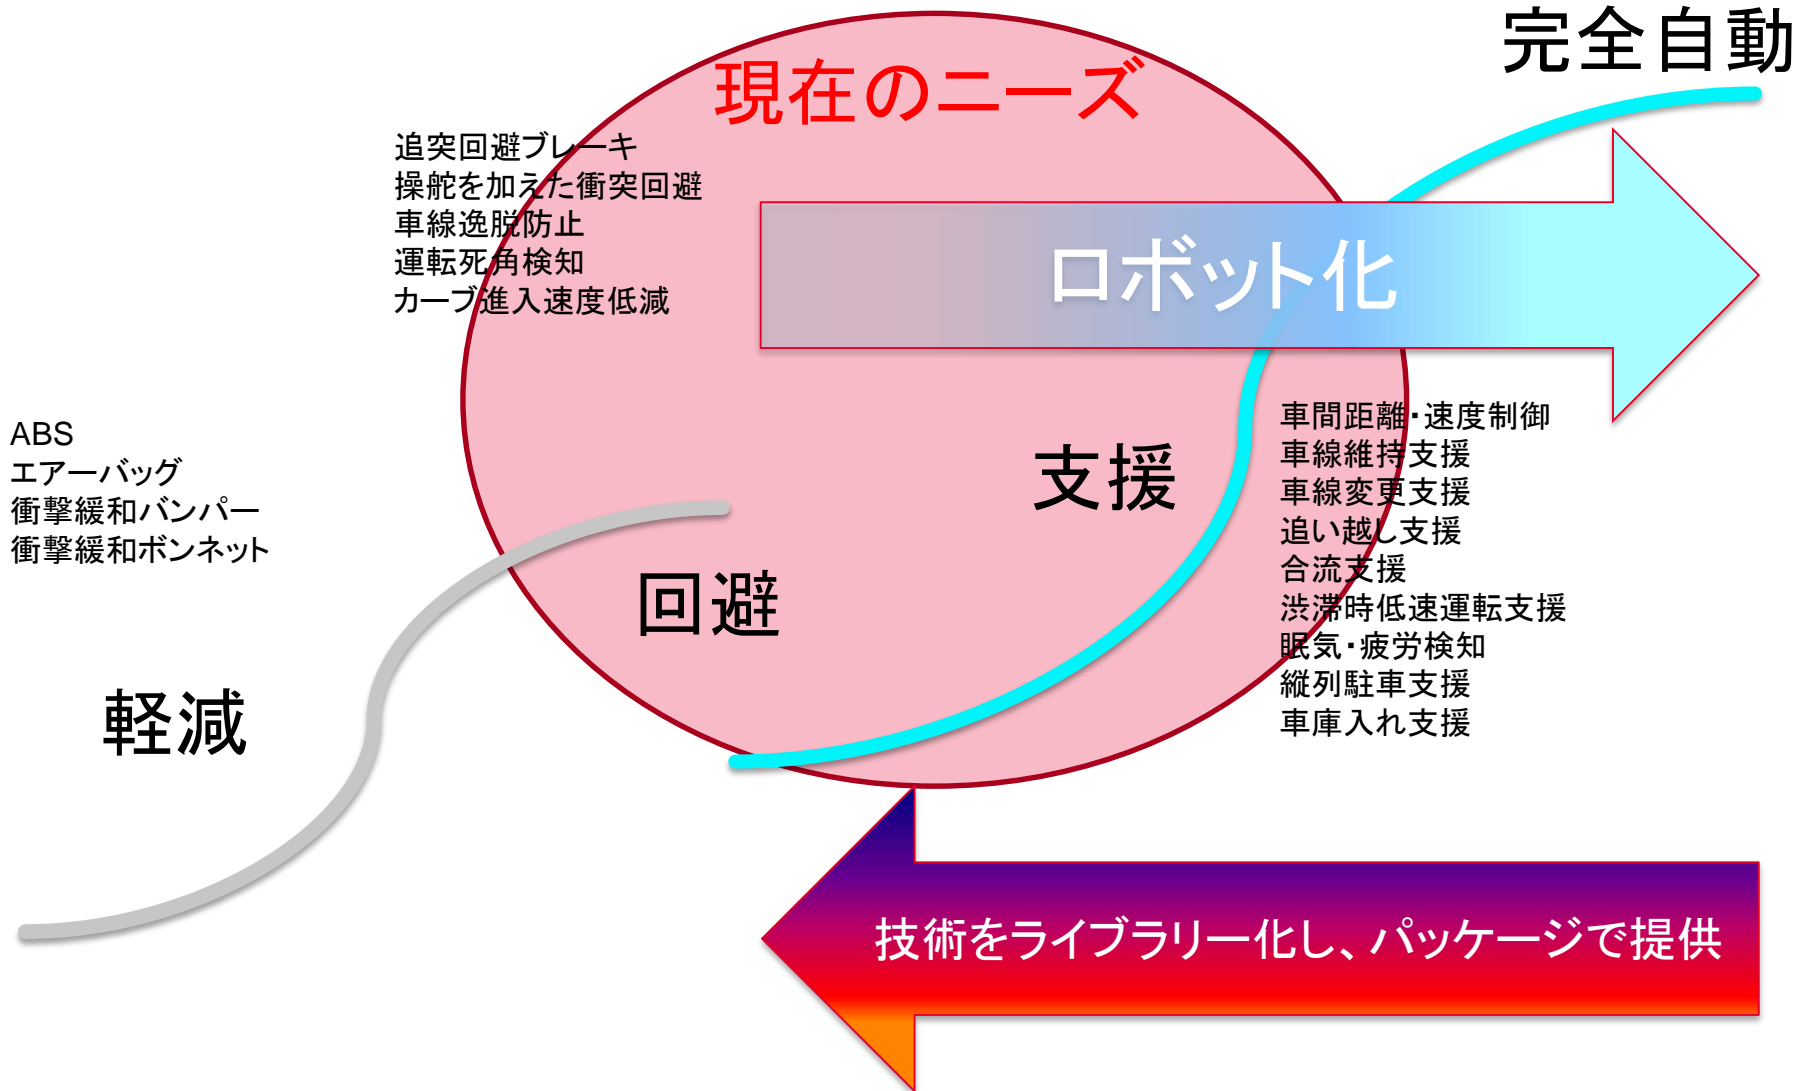 完全自動
現在のニーズ
追突回避ブレーキ
操舵を加えた衝突回避
車線逸脱防止
運転死角検知
カーブ進入速度低減
ロボット化
ABS
エアーバッグ
衝撃緩和バンパー
衝撃緩和ボンネット
支援
車間距離・速度制御
車線維持支援
車線変更支援
追い越し支援
合流支援
渋滞時低速運転支援
眠気・疲労検知
縦列駐車支援
車庫入れ支援
回避
軽減
技術をライブラリー化し、パッケージで提供